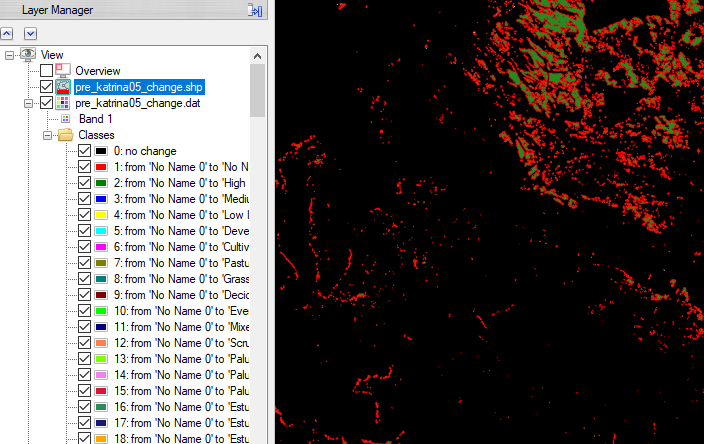 Layer Manager
View
Overview
pre_katrina05_change.shp
pre_katrina05_change.dat
Band 1
Classes
0: no change
1: from 'No Name 0' to 'No N
2: from 'No Name 0' to 'High
3: from 'No Name 0' to 'Mediu
4: from 'No Name 0' to 'Low I
5: from 'No Name 0' to 'Deve
6: from 'No Name 0' to 'Cultiv
7: from 'No Name 0' to 'Pastu
8: from 'No Name 0' to 'Grass
9: from 'No Name 0' to 'Decid
10: from 'No Name 0' to 'Eve
11: from 'No Name 0' to 'Mixe
12: from 'No Name 0' to 'Scru
13: from 'No Name 0' to 'Palu
14: from 'No Name 0' to 'Palu
15: from 'No Name 0' to 'Palu
16: from 'No Name 0' to 'Estu
17: from 'No Name 0' to 'Estu
18: from 'No Name 0' to 'Estu